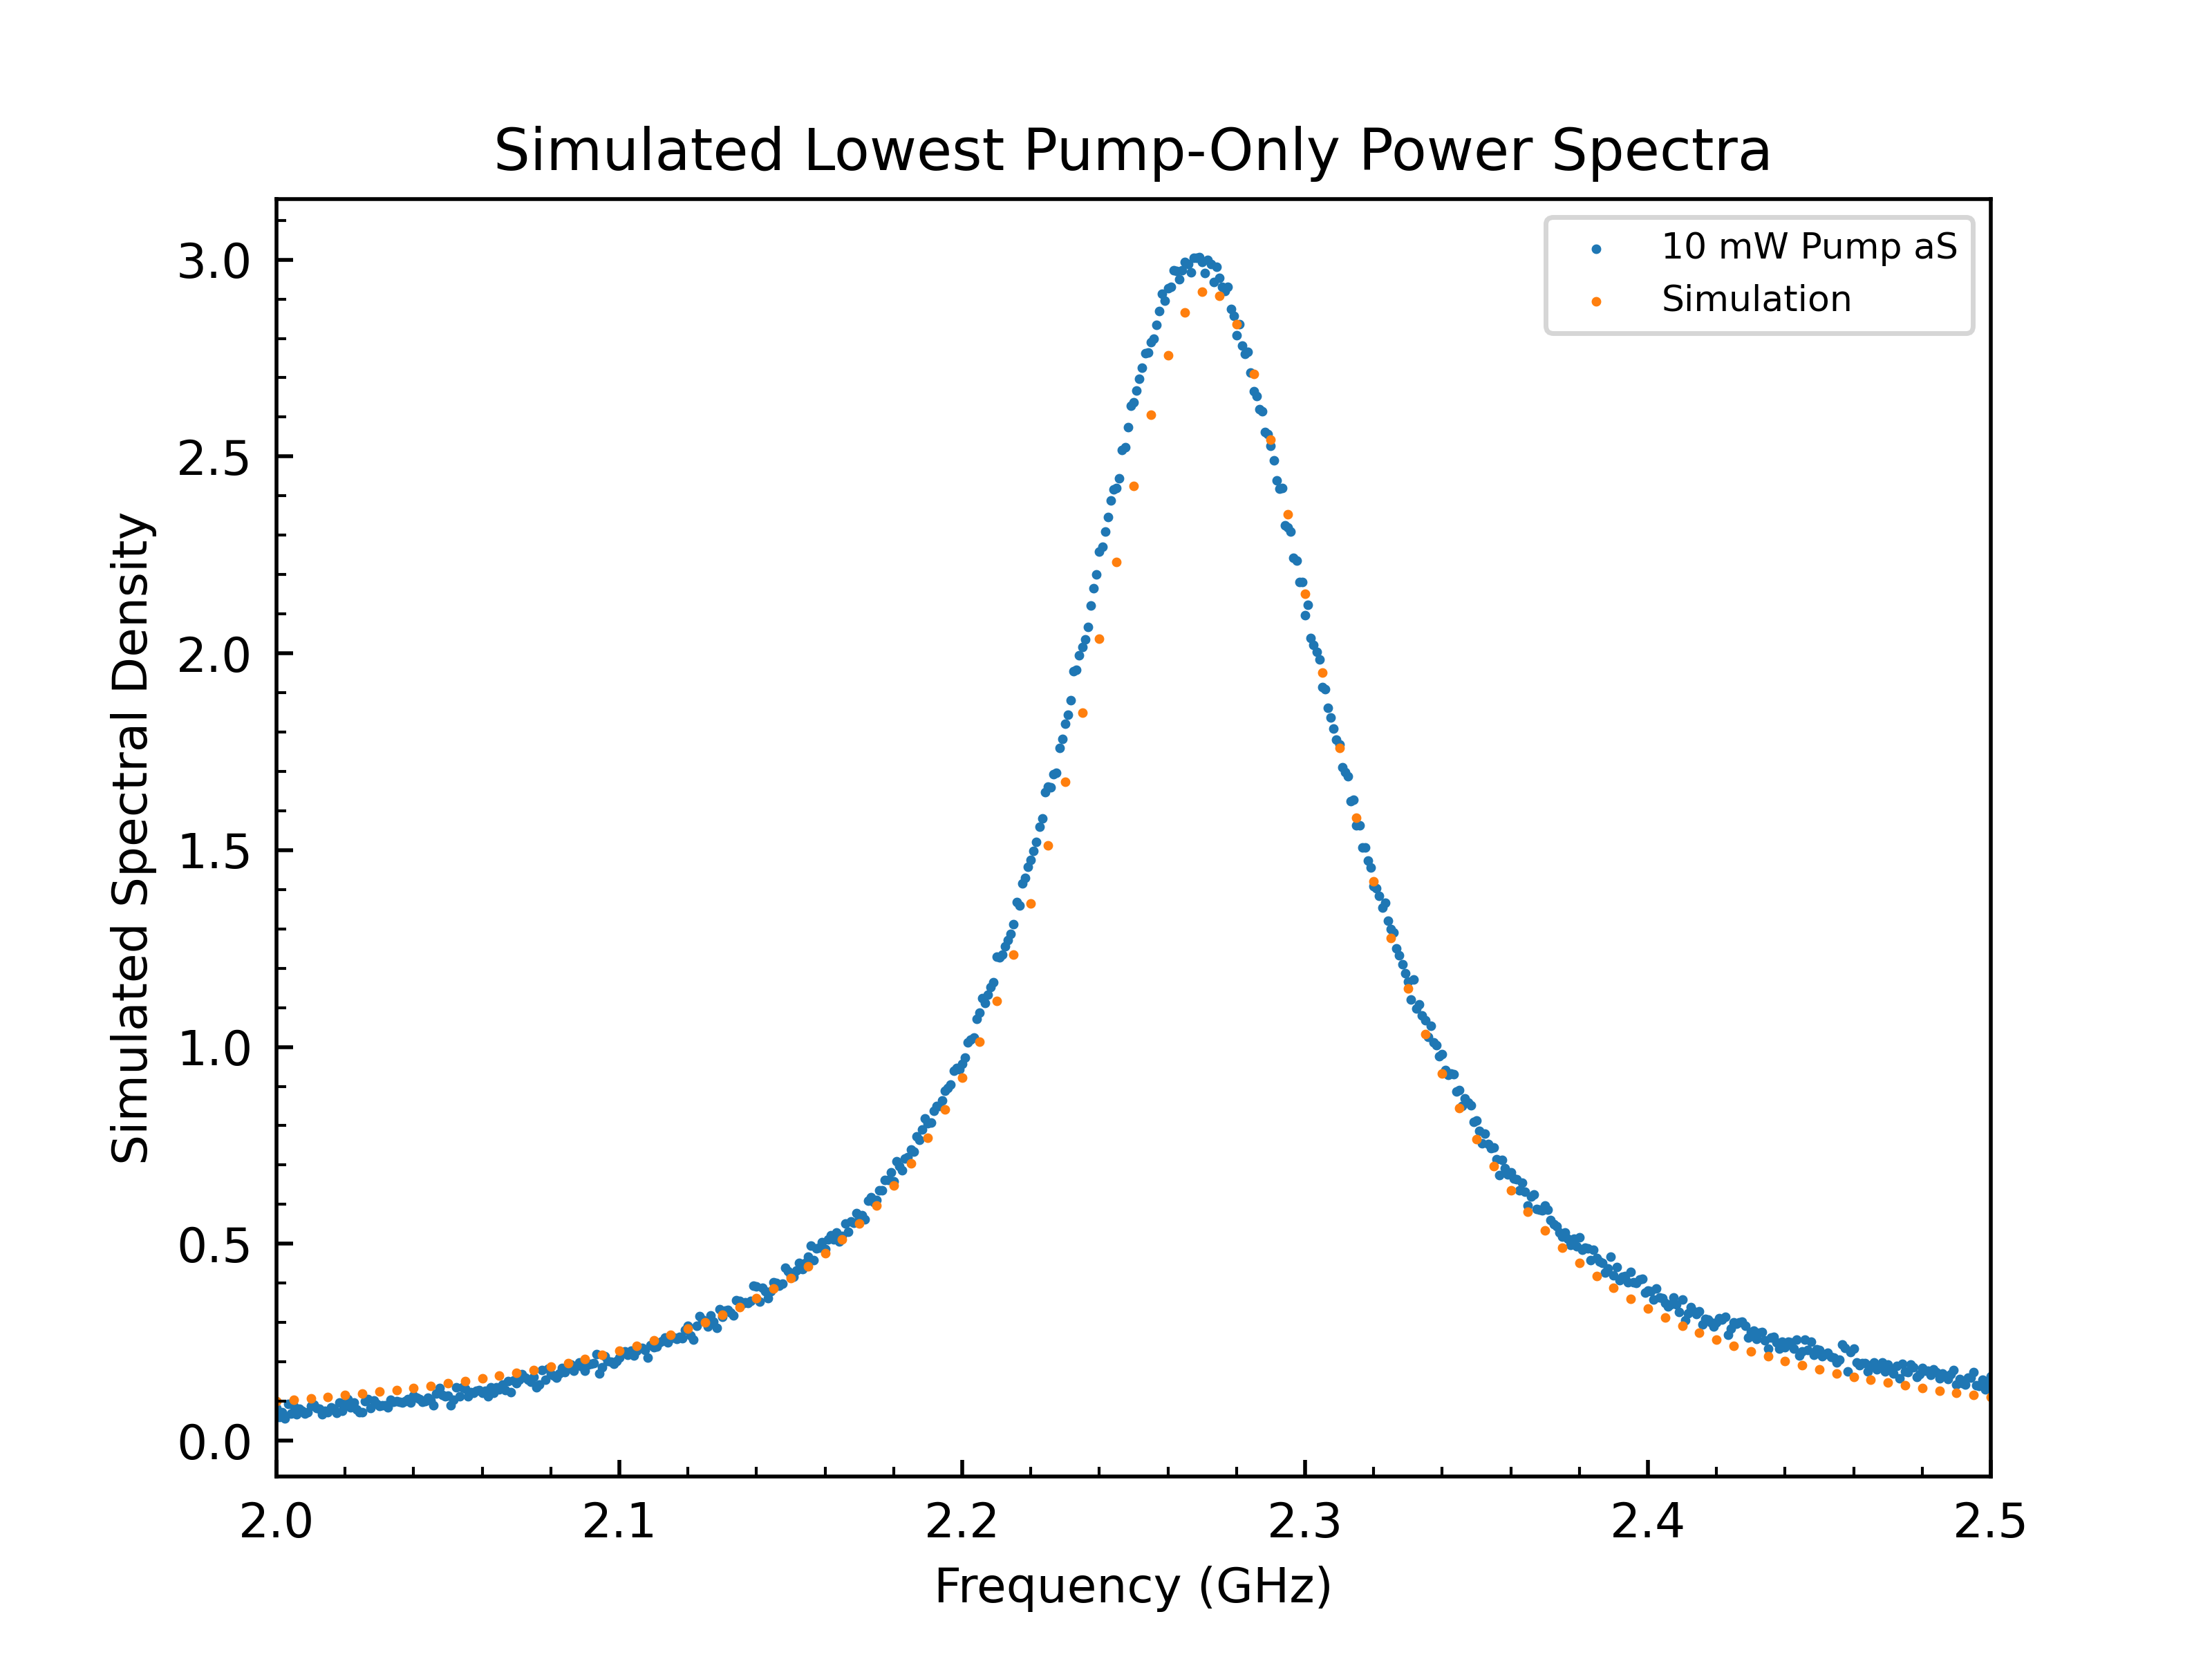 Simulated Lowest Pump-Only Power Spectra
10 mW Pump aS
Simulation
3.0
2.5
2.0
1.5
1.0
0.5
0.0
Simulated Spectral Density
2.0 2.1 2.2 2.3 2.4 2.5
Frequency (GHz)